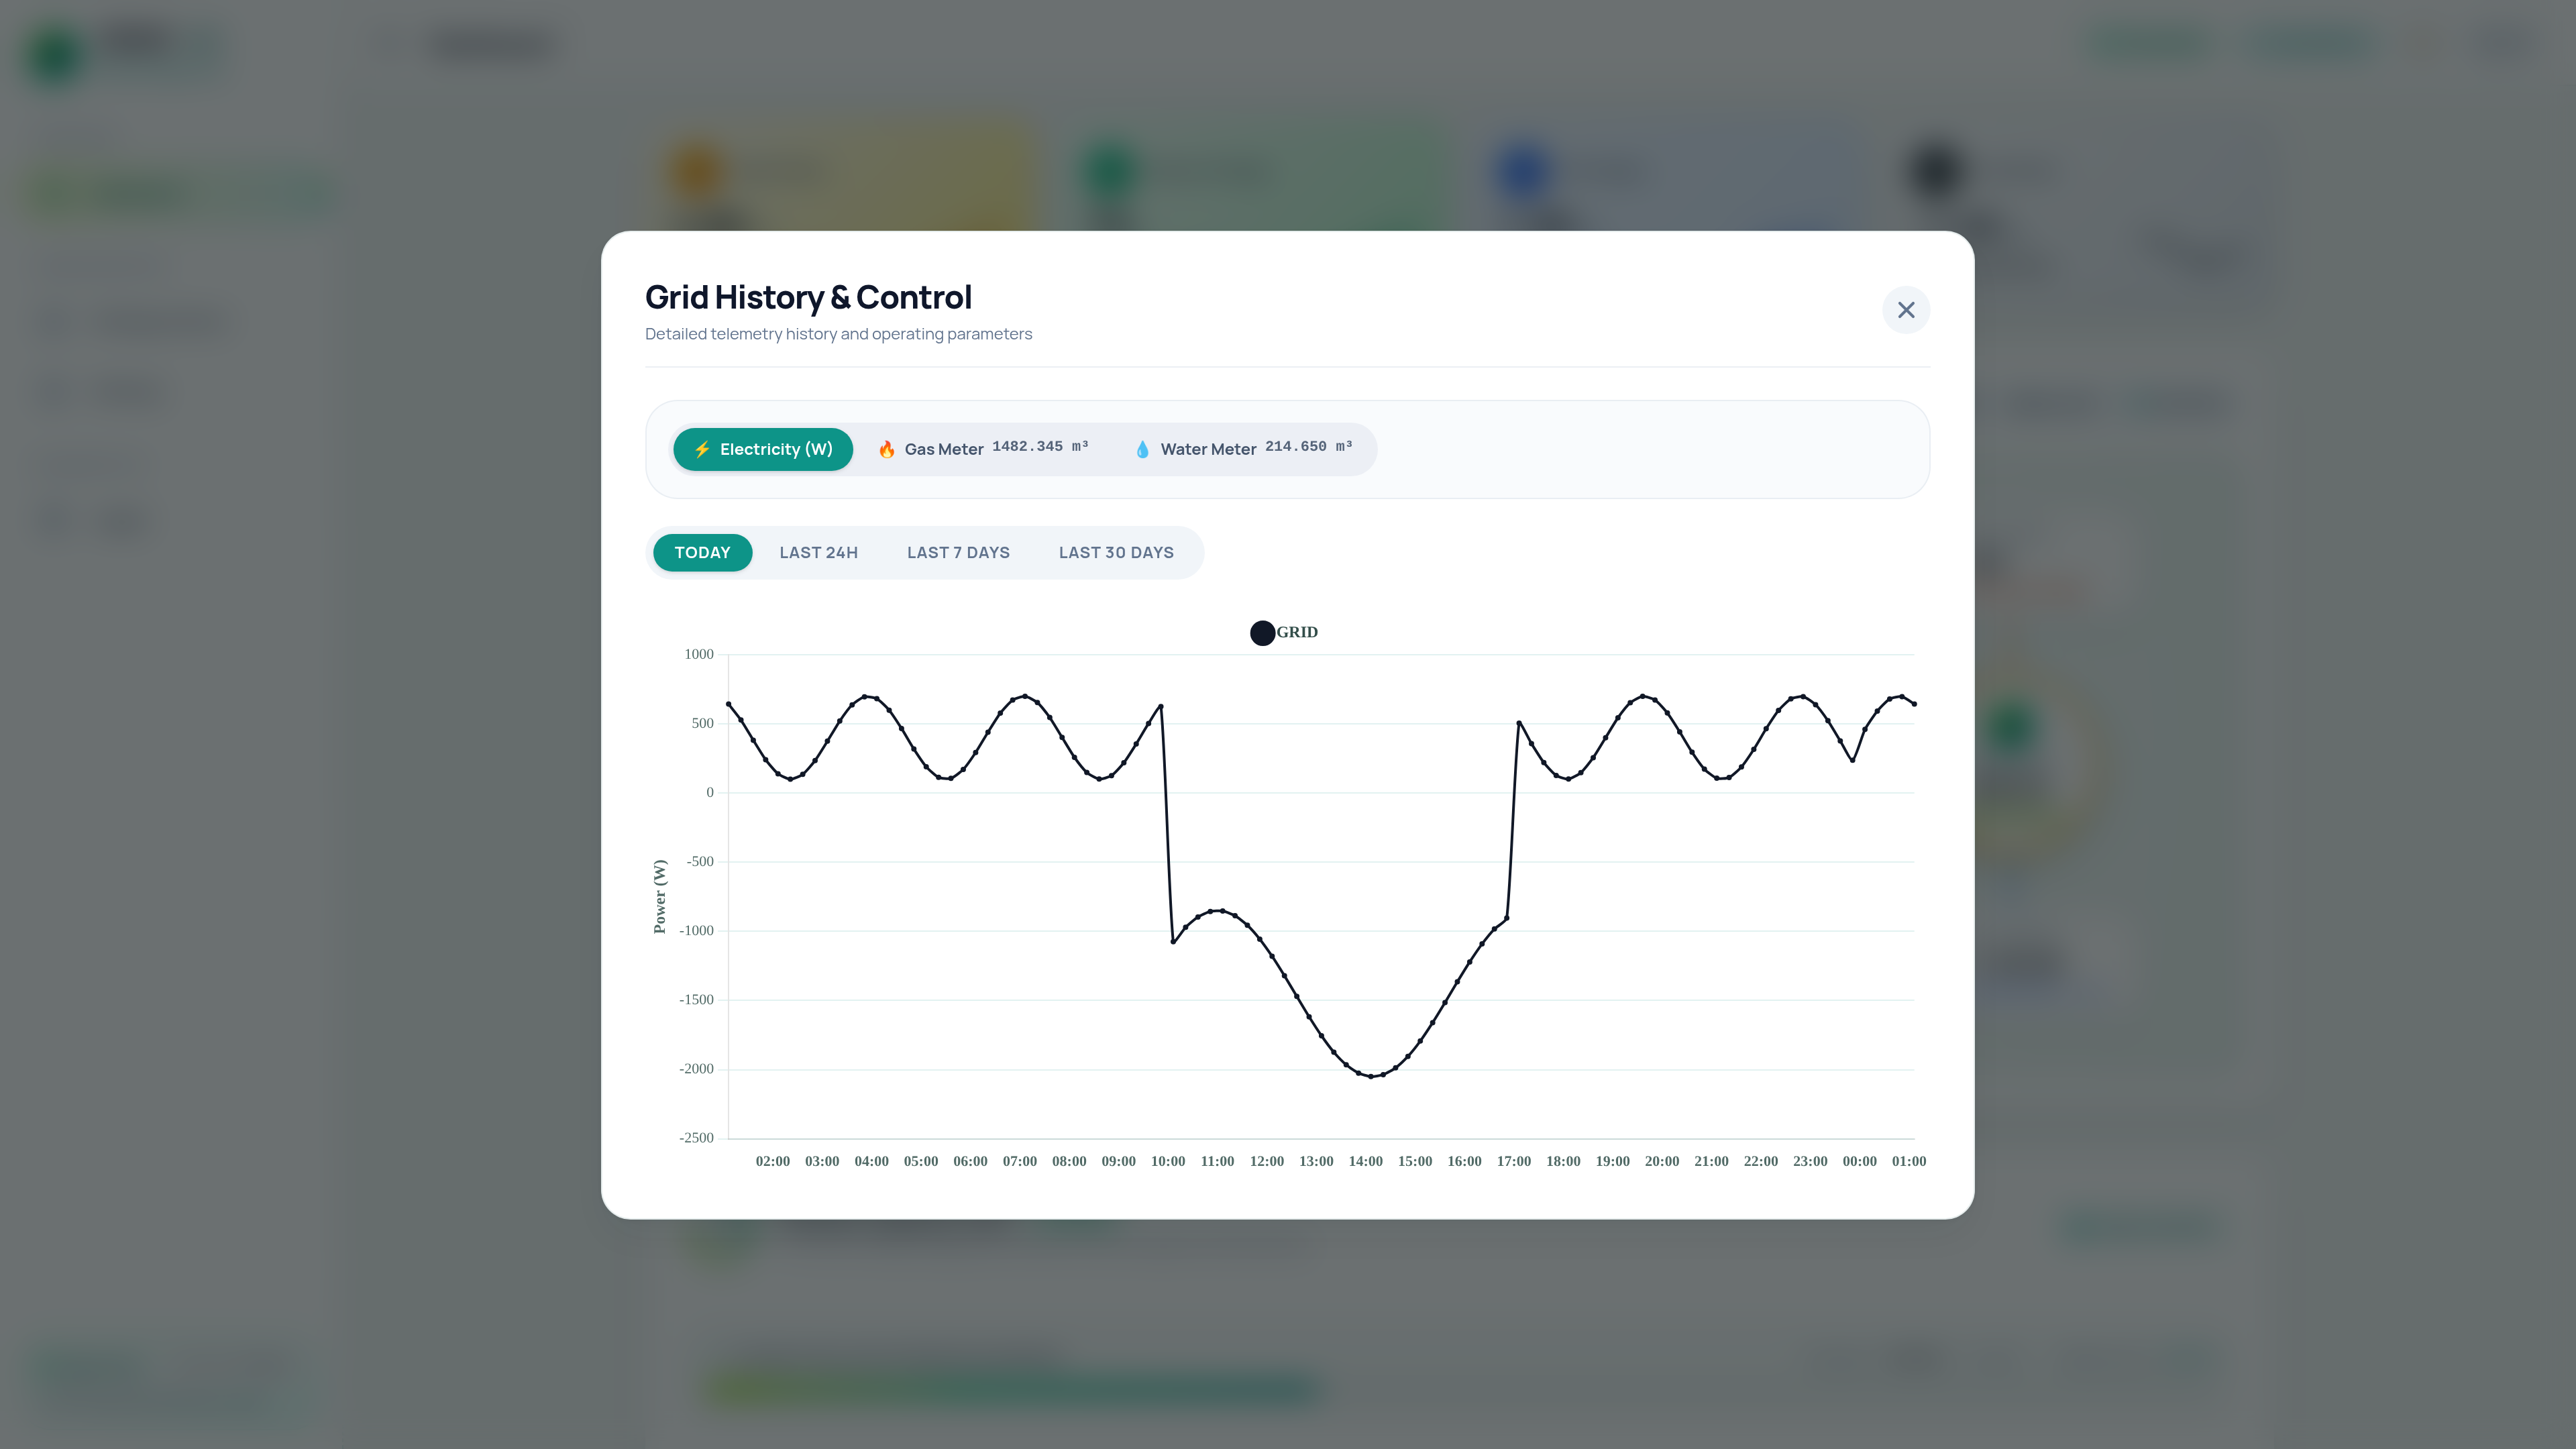 Grid History & Control
Detailed telemetry history and operating parameters
⚡ Electricity (W) 🔥 Gas Meter 1482.345 m³ 💧 Water Meter 214.650 m³
TODAY LAST 24H LAST 7 DAYS LAST 30 DAYS
GRID
1000
500
0
-500
-1000
-1500
-2000
-2500
Power (W)
02:00 03:00 04:00 05:00 06:00 07:00 08:00 09:00 10:00 11:00 12:00 13:00 14:00 15:00 16:00 17:00 18:00 19:00 20:00 21:00 22:00 23:00 00:00 01:00